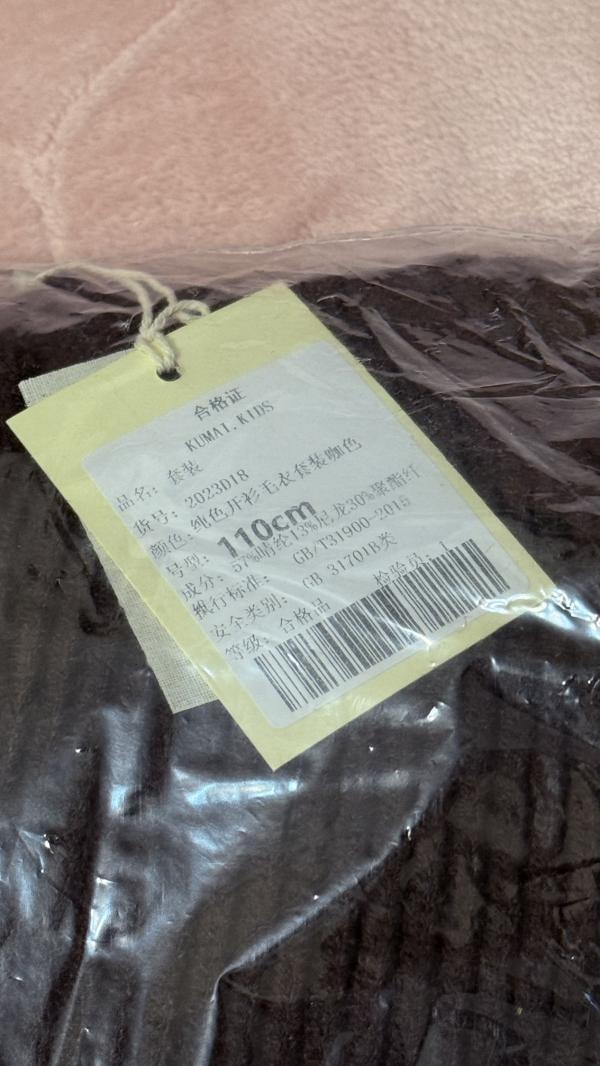 合格证
KUMAI.KIDS
品名: 套装
货号: 2023D18
颜色: 纯色开衫毛衣套装咖色
号型: 110cm
成分: 57%晴纶13%尼龙30%聚酯纤
执行标准: GB/T31900-2015
安全类别: GB 31701B类
等级: 合格品 检验员: 1